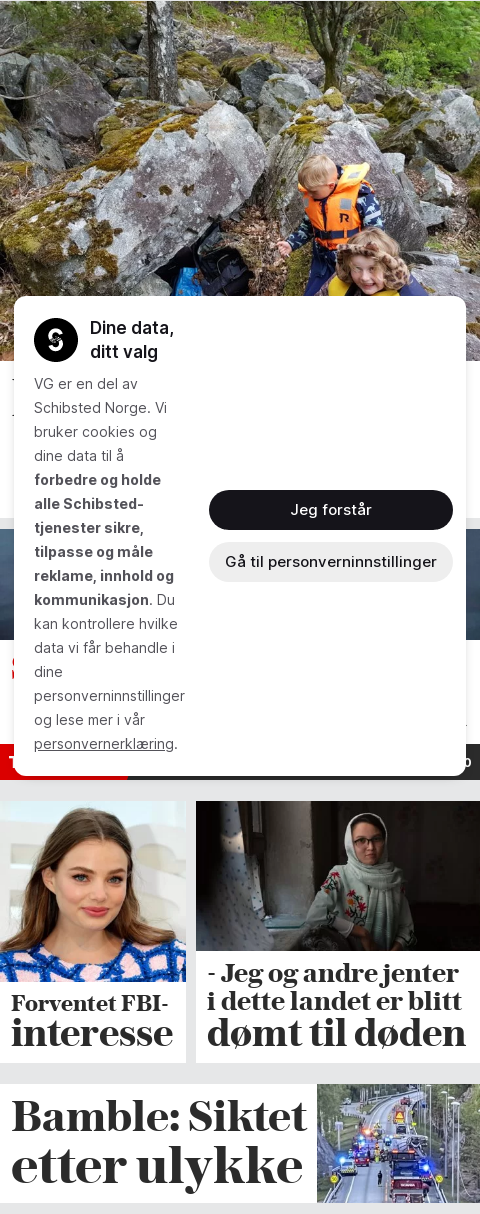 Dine data,
ditt valg
VG er en del av
Schibsted Norge. Vi
bruker cookies og
dine data til å
forbedre og holde
alle Schibsted-
tjenester sikre,
tilpasse og måle
reklame, innhold og
kommunikasjon. Du
kan kontrollere hvilke
data vi får behandle i
dine
personverninnstillinger
og lese mer i vår
personvernerklæring.
Jeg forstår
Gå til personverninnstillinger
Forventet FBI-
interesse
- Jeg og andre jenter
i dette landet er blitt
dømt til døden
Bamble: Siktet
etter ulykke